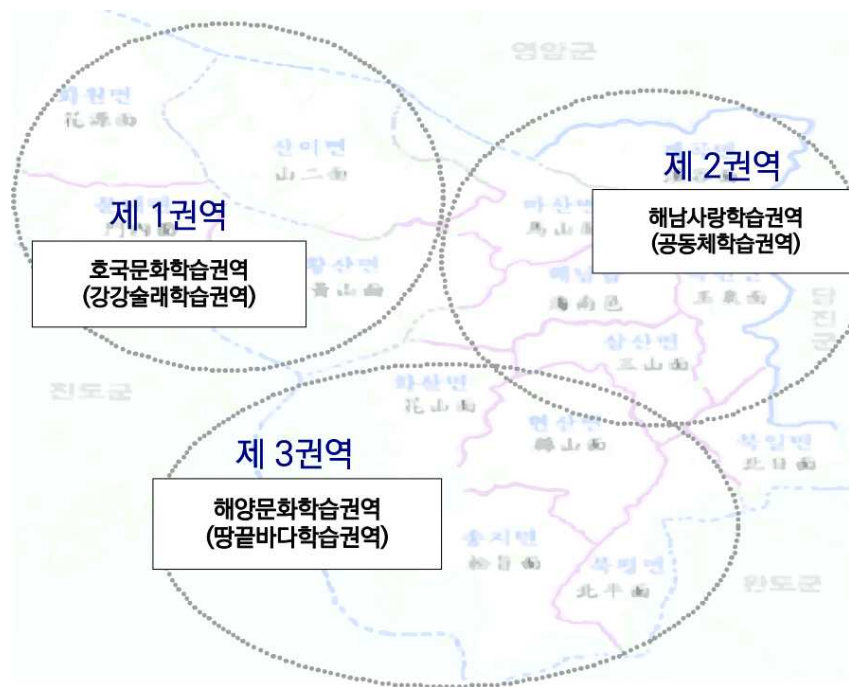 영암군
화원면
花源面
산이면
山二面
제 2권역
해남사랑학습권역
(공동체학습권역)
제 1권역
마산면
馬山面
호국문화학습권역
(강강술래학습권역)
황산면
黃山面
해남읍
海南邑
玉泉面
삼산면
三山面
진도군
화산면
花山面
현산면
縣山面
북일면
北日面
제 3권역
해양문화학습권역
(땅끝바다학습권역)
송지면
松旨面
북평면
北平面
완도군